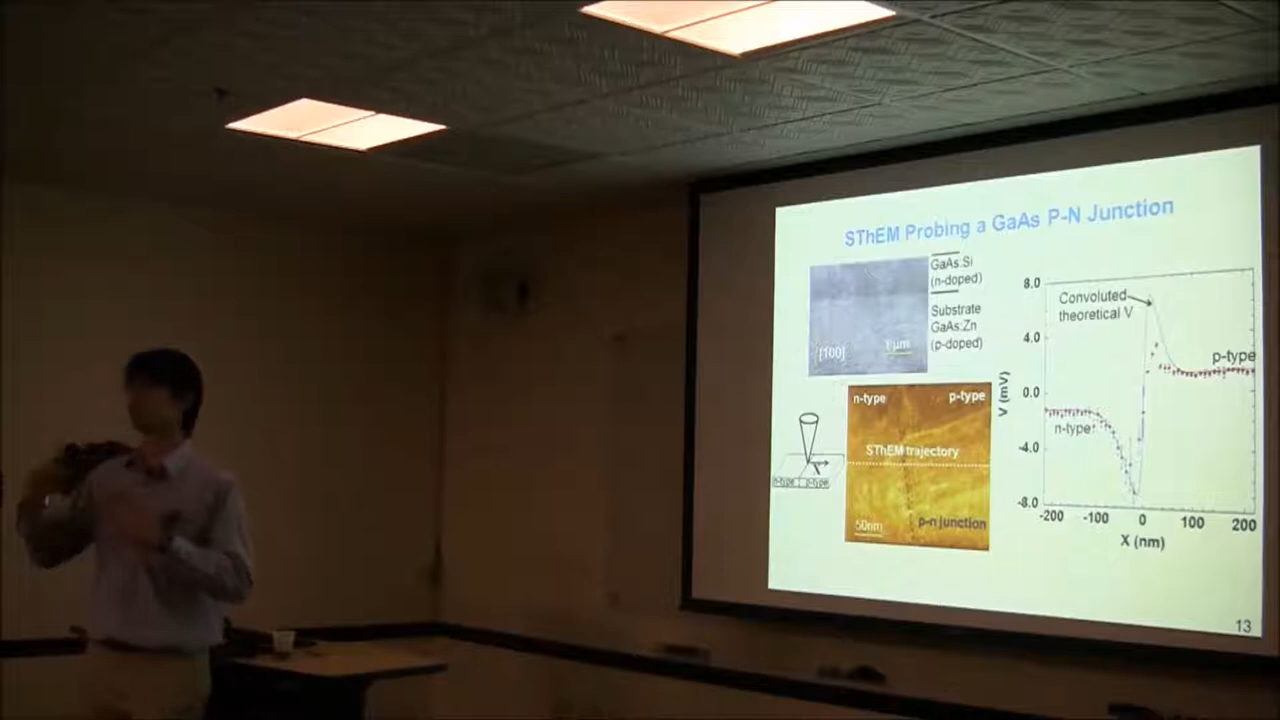 SThEM Probing a GaAs P-N Junction
GaAs:Si
(n-doped)
Substrate
GaAs:Zn
(p-doped)
[100]
1 µm
n-type
p-type
SThEM trajectory
p-n junction
50nm
n-type
p-type
V (mV)
8.0
4.0
0.0
-4.0
-8.0
Convoluted
theoretical V
p-type
n-type
-200
-100
0
100
200
X (nm)
13